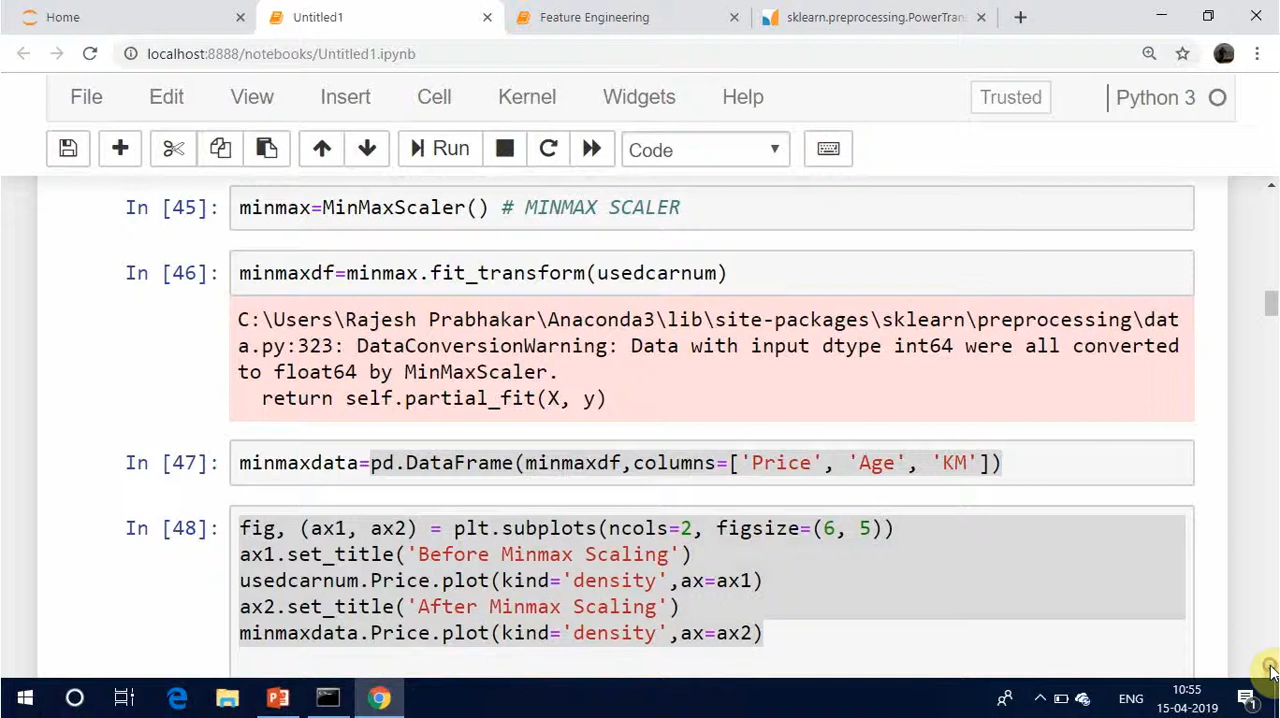 Home
Untitled1
Feature Engineering
sklearn.preprocessing.PowerTran
localhost:8888/notebooks/Untitled1.ipynb
File Edit View Insert Cell Kernel Widgets Help Trusted Python 3
Run Code
In [45]: minmax=MinMaxScaler() # MINMAX SCALER
In [46]: minmaxdf=minmax.fit_transform(usedcarnum)
C:\Users\Rajesh Prabhakar\Anaconda3\lib\site-packages\sklearn\preprocessing\dat
a.py:323: DataConversionWarning: Data with input dtype int64 were all converted
to float64 by MinMaxScaler.
return self.partial_fit(X, y)
In [47]: minmaxdata=pd.DataFrame(minmaxdf,columns=['Price', 'Age', 'KM'])
In [48]: fig, (ax1, ax2) = plt.subplots(ncols=2, figsize=(6, 5))
ax1.set_title('Before Minmax Scaling')
usedcarnum.Price.plot(kind='density',ax=ax1)
ax2.set_title('After Minmax Scaling')
minmaxdata.Price.plot(kind='density',ax=ax2)
ENG
10:55
15-04-2019
1